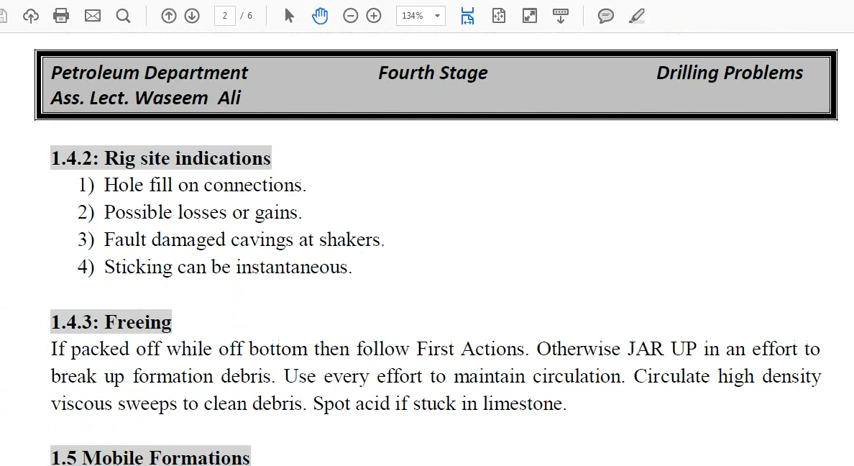 2 / 6 134%
Petroleum Department Fourth Stage Drilling Problems
Ass. Lect. Waseem Ali
1.4.2: Rig site indications
1) Hole fill on connections.
2) Possible losses or gains.
3) Fault damaged cavings at shakers.
4) Sticking can be instantaneous.
1.4.3: Freeing
If packed off while off bottom then follow First Actions. Otherwise JAR UP in an effort to
break up formation debris. Use every effort to maintain circulation. Circulate high density
viscous sweeps to clean debris. Spot acid if stuck in limestone.
1.5 Mobile Formations